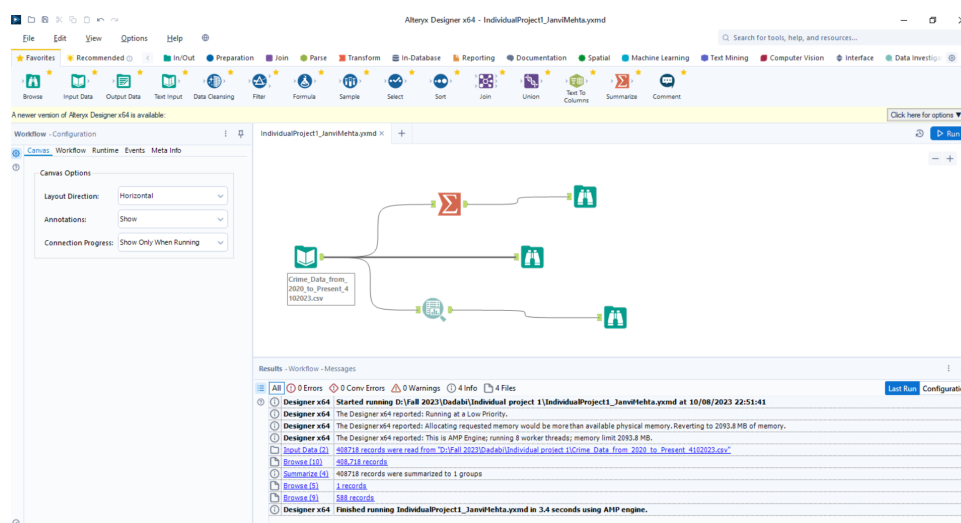 Alteryx Designer x64 - IndividualProject1_JanviMehta.yxmd
File Edit View Options Help
Search for tools, help, and resources...
Favorites Recommended In/Out Preparation Join Parse Transform In-Database Reporting Documentation Spatial Machine Learning Text Mining Computer Vision Interface Data Investig
Browse Input Data Output Data Text Input Data Cleansing Filter Formula Sample Select Sort Join Union Text To Columns Summarize Comment
A newer version of Alteryx Designer x64 is available:
Click here for options
Workflow - Configuration
IndividualProject1_JanviMehta.yxmd
Run
Canvas Workflow Runtime Events Meta Info
Canvas Options
Layout Direction: Horizontal
Annotations: Show
Connection Progress: Show Only When Running
Crime_Data_from_
2020_to_Present_4
102023.csv
Results - Workflow - Messages
All 0 Errors 0 Conv Errors 0 Warnings 4 Info 4 Files
Last Run Configurati
Designer x64 Started running D:\Fall 2023\Dadabi\Individual project 1\IndividualProject1_JanviMehta.yxmd at 10/08/2023 22:51:41
Designer x64 The Designer x64 reported: Running at a Low Priority.
Designer x64 The Designer x64 reported: Allocating requested memory would be more than available physical memory. Reverting to 2093.8 MB of memory.
Designer x64 The Designer x64 reported: This is AMP Engine; running 8 worker threads; memory limit 2093.8 MB.
Input Data (2) 408718 records were read from "D:\Fall 2023\Dadabi\Individual project 1\Crime_Data_from_2020_to_Present_4102023.csv"
Browse (10) 408,718 records
Summarize (4) 408718 records were summarized to 1 groups
Browse (5) 1 records
Browse (9) 588 records
Designer x64 Finished running IndividualProject1_JanviMehta.yxmd in 3.4 seconds using AMP engine.